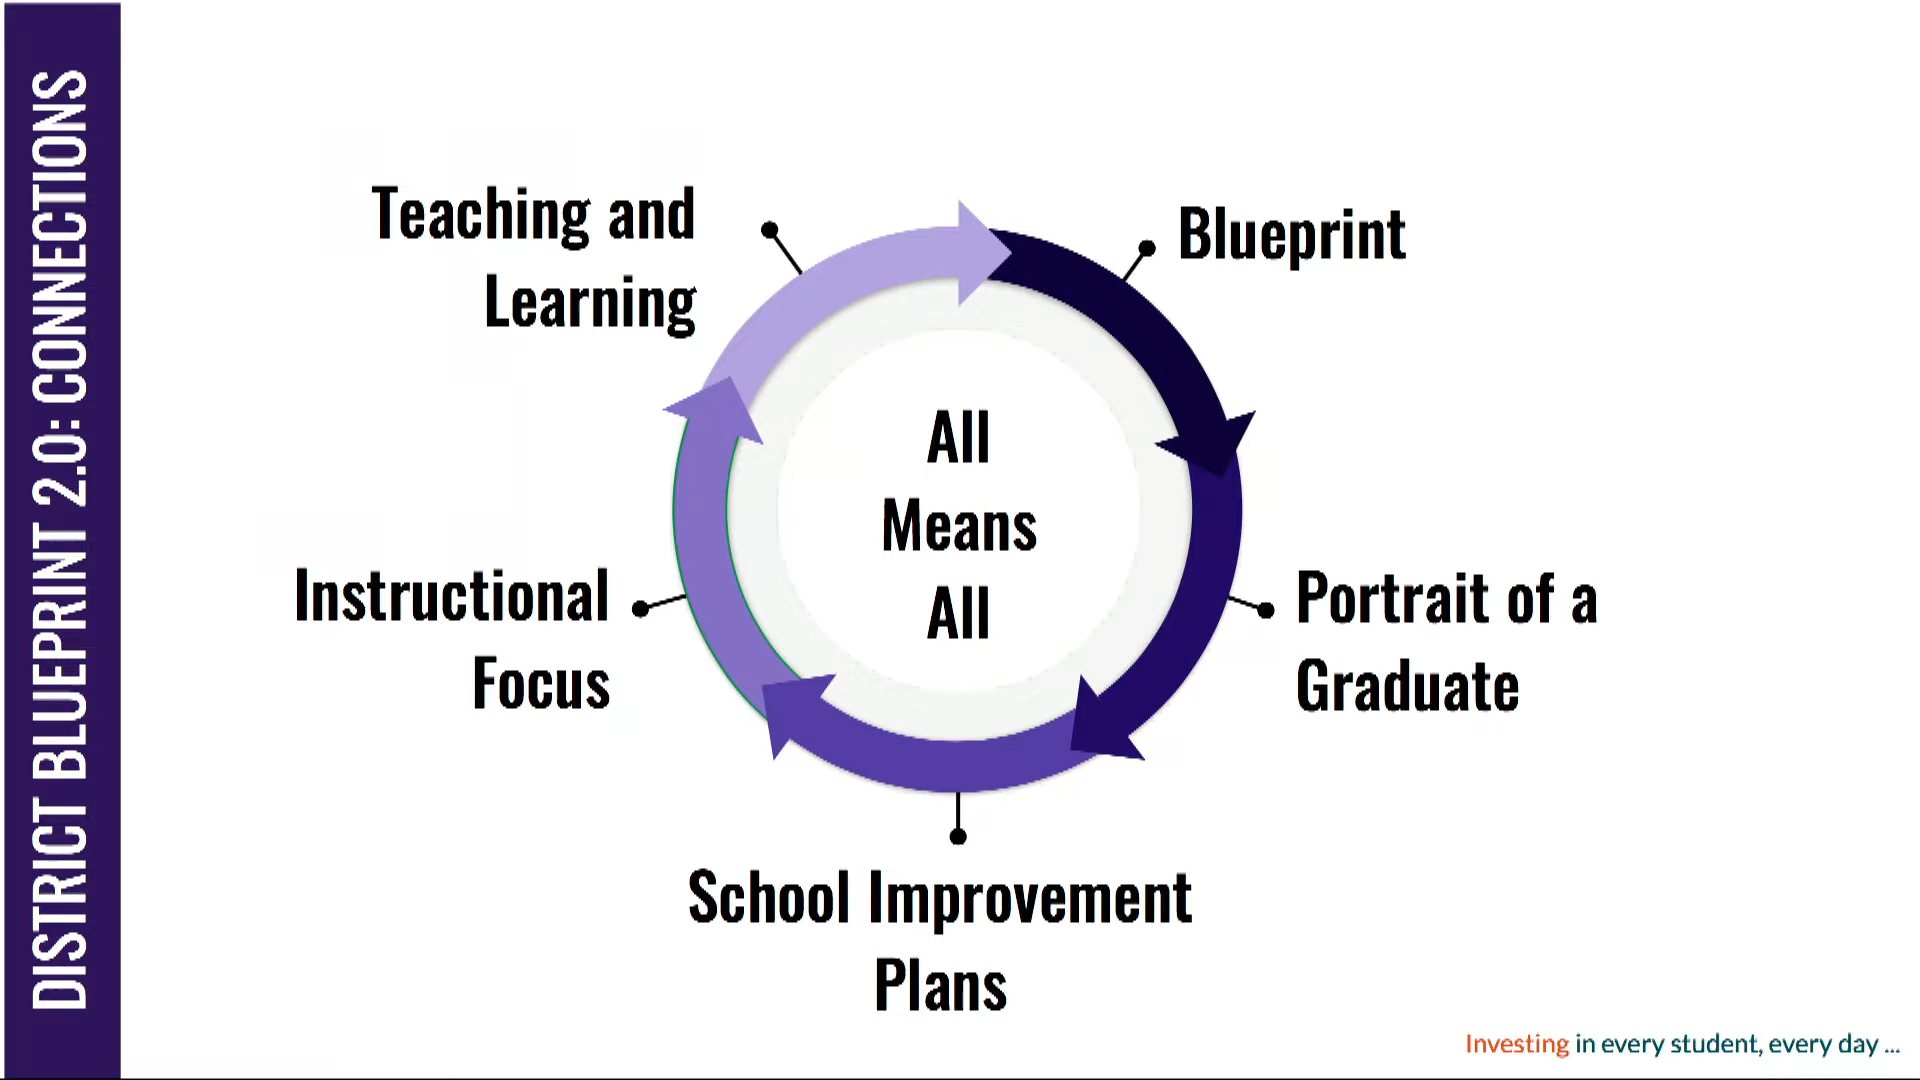 DISTRICT BLUEPRINT 2.0: CONNECTIONS
Teaching and
Learning
Blueprint
All
Means
All
Instructional
Focus
Portrait of a
Graduate
School Improvement
Plans
Investing in every student, every day ...